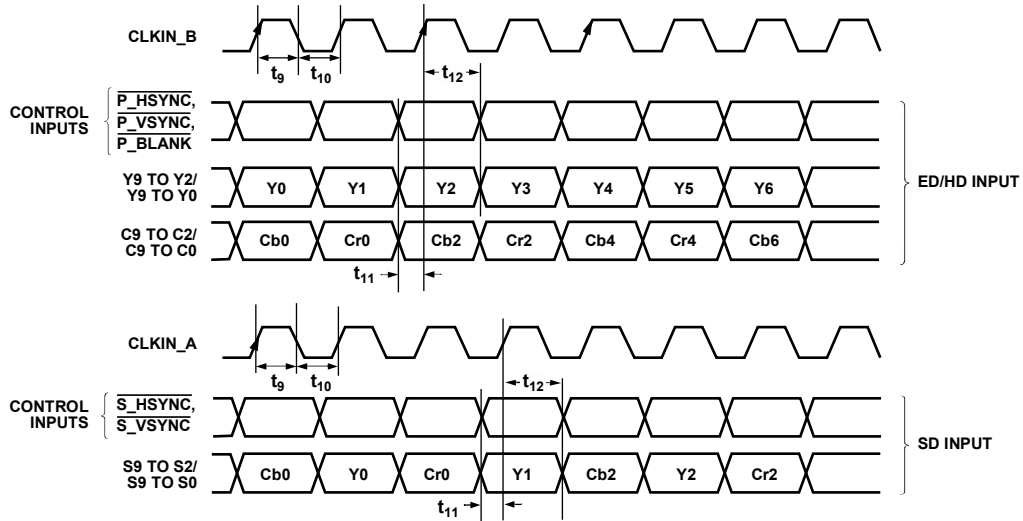 CLKIN_B
t9 t10 t12
CONTROL INPUTS
P_HSYNC,
P_VSYNC,
P_BLANK
Y9 TO Y2/
Y9 TO Y0
Y0 Y1 Y2 Y3 Y4 Y5 Y6
C9 TO C2/
C9 TO C0
Cb0 Cr0 Cb2 Cr2 Cb4 Cr4 Cb6
t11
ED/HD INPUT
CLKIN_A
t9 t10 t12
CONTROL INPUTS
S_HSYNC,
S_VSYNC
S9 TO S2/
S9 TO S0
Cb0 Y0 Cr0 Y1 Cb2 Y2 Cr2
t11
SD INPUT